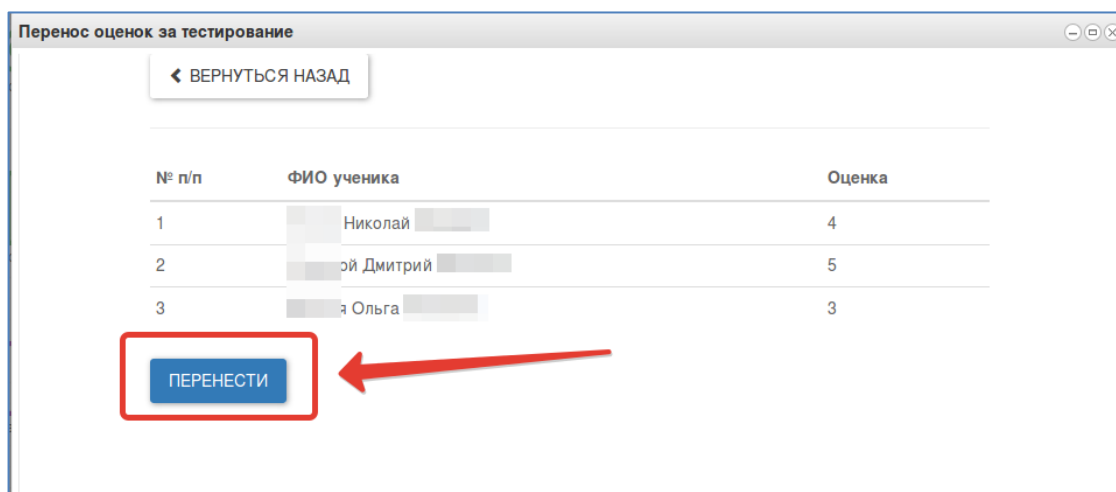 Перенос оценок за тестирование
ВЕРНУТЬСЯ НАЗАД
№ п/п ФИО ученика Оценка
1 Николай 4
2 ой Дмитрий 5
3 я Ольга 3
ПЕРЕНЕСТИ